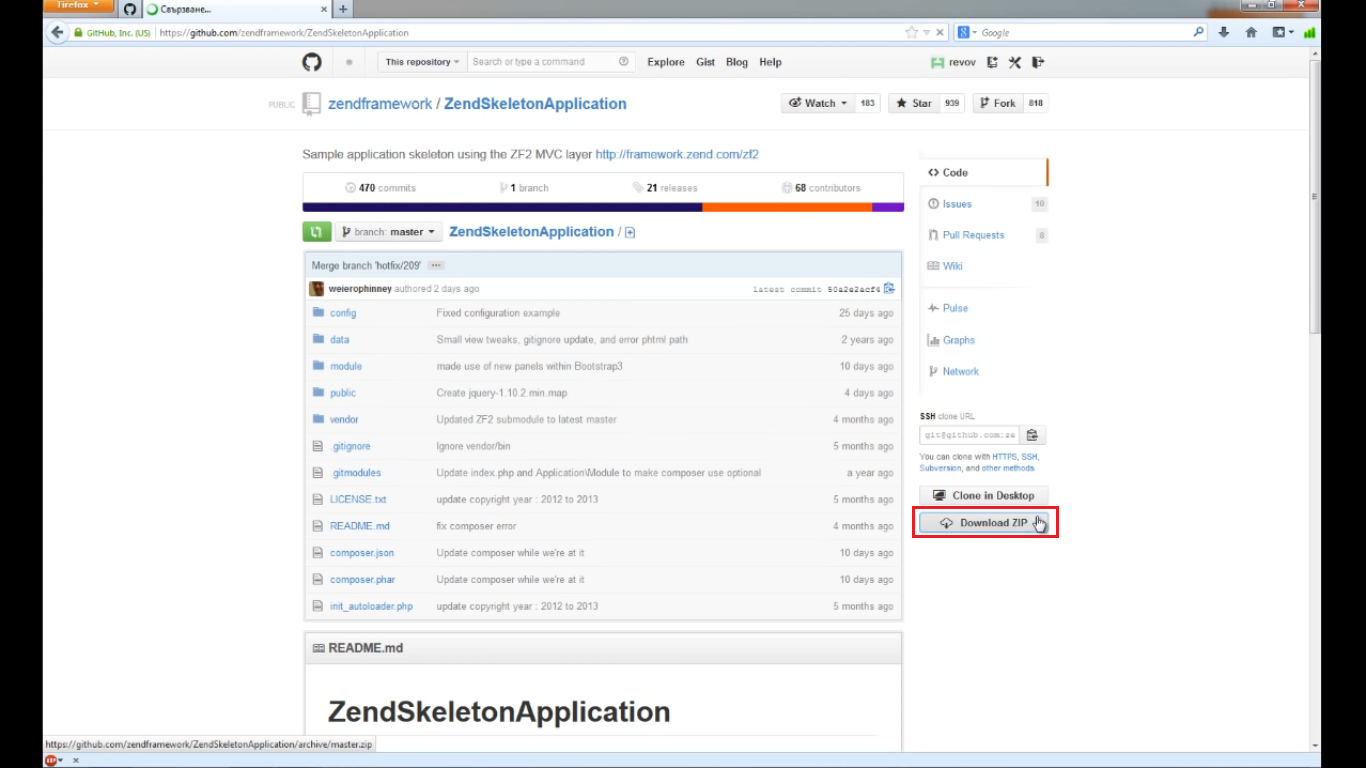 Firefox
Свързване...
GitHub, Inc. (US) https://github.com/zendframework/ZendSkeletonApplication
Google
This repository
Search or type a command
Explore Gist Blog Help
revov
PUBLIC zendframework / ZendSkeletonApplication
Watch 183
Star 939
Fork 818
Sample application skeleton using the ZF2 MVC layer http://framework.zend.com/zf2
470 commits
1 branch
21 releases
68 contributors
branch: master
ZendSkeletonApplication /
Merge branch 'hotfix/209'
weierophinney authored 2 days ago
latest commit 50a2e2acf4
config Fixed configuration example 25 days ago
data Small view tweaks, gitignore update, and error phtml path 2 years ago
module made use of new panels within Bootstrap3 10 days ago
public Create jquery-1.10.2.min.map 4 days ago
vendor Updated ZF2 submodule to latest master 4 months ago
.gitignore Ignore vendor/bin 5 months ago
.gitmodules Update index.php and Application\Module to make composer use optional a year ago
LICENSE.txt update copyright year : 2012 to 2013 5 months ago
README.md fix composer error 4 months ago
composer.json Update composer while we're at it 10 days ago
composer.phar Update composer while we're at it 10 days ago
init_autoloader.php update copyright year : 2012 to 2013 5 months ago
README.md
ZendSkeletonApplication
Code
Issues 10
Pull Requests 8
Wiki
Pulse
Graphs
Network
SSH clone URL
git@github.com:ze
You can clone with HTTPS, SSH,
Subversion, and other methods.
Clone in Desktop
Download ZIP
https://github.com/zendframework/ZendSkeletonApplication/archive/master.zip